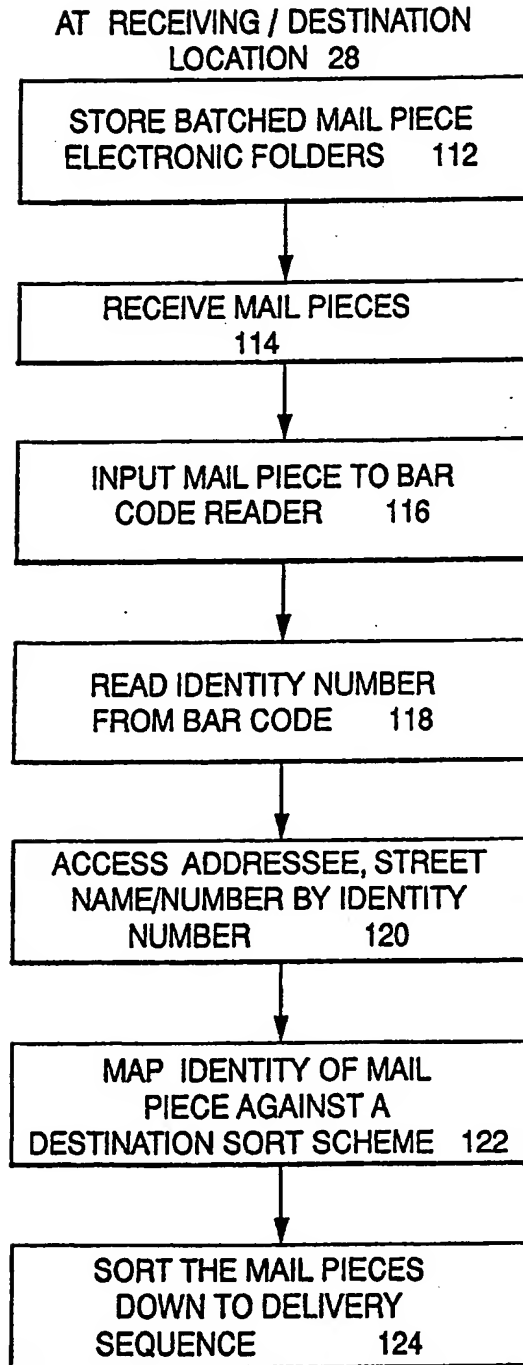 AT RECEIVING / DESTINATION
LOCATION 28
STORE BATCHED MAIL PIECE
ELECTRONIC FOLDERS 112
RECEIVE MAIL PIECES
114
INPUT MAIL PIECE TO BAR
CODE READER 116
READ IDENTITY NUMBER
FROM BAR CODE 118
ACCESS ADDRESSEE, STREET
NAME/NUMBER BY IDENTITY
NUMBER 120
MAP IDENTITY OF MAIL
PIECE AGAINST A
DESTINATION SORT SCHEME 122
SORT THE MAIL PIECES
DOWN TO DELIVERY
SEQUENCE 124